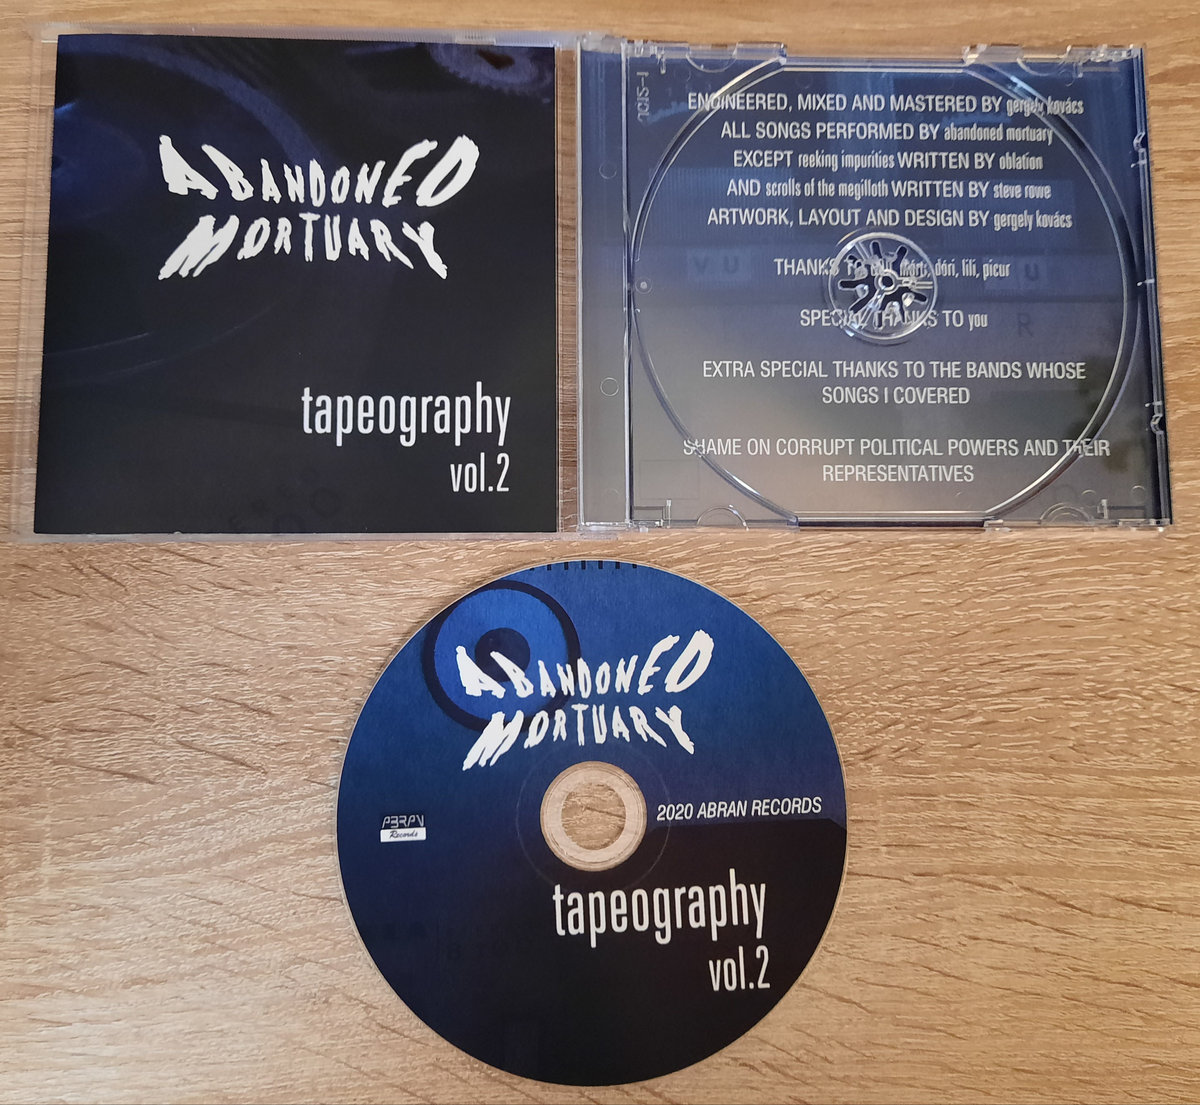 ABANDONED
MORTUARY
tapeography
vol.2
ENGINEERED, MIXED AND MASTERED BY gergely kovács
ALL SONGS PERFORMED BY abandoned mortuary
EXCEPT reeking impurities WRITTEN BY oblation
AND scrolls of the megilloth WRITTEN BY steve rowe
ARTWORK, LAYOUT AND DESIGN BY gergely kovács
THANKS TO márti, dóri, lili, picur
SPECIAL THANKS TO you
EXTRA SPECIAL THANKS TO THE BANDS WHOSE
SONGS I COVERED
SHAME ON CORRUPT POLITICAL POWERS AND THEIR
REPRESENTATIVES
ABANDONED
MORTUARY
2020 ABRAN RECORDS
ABRAN
Records
tapeography
vol.2